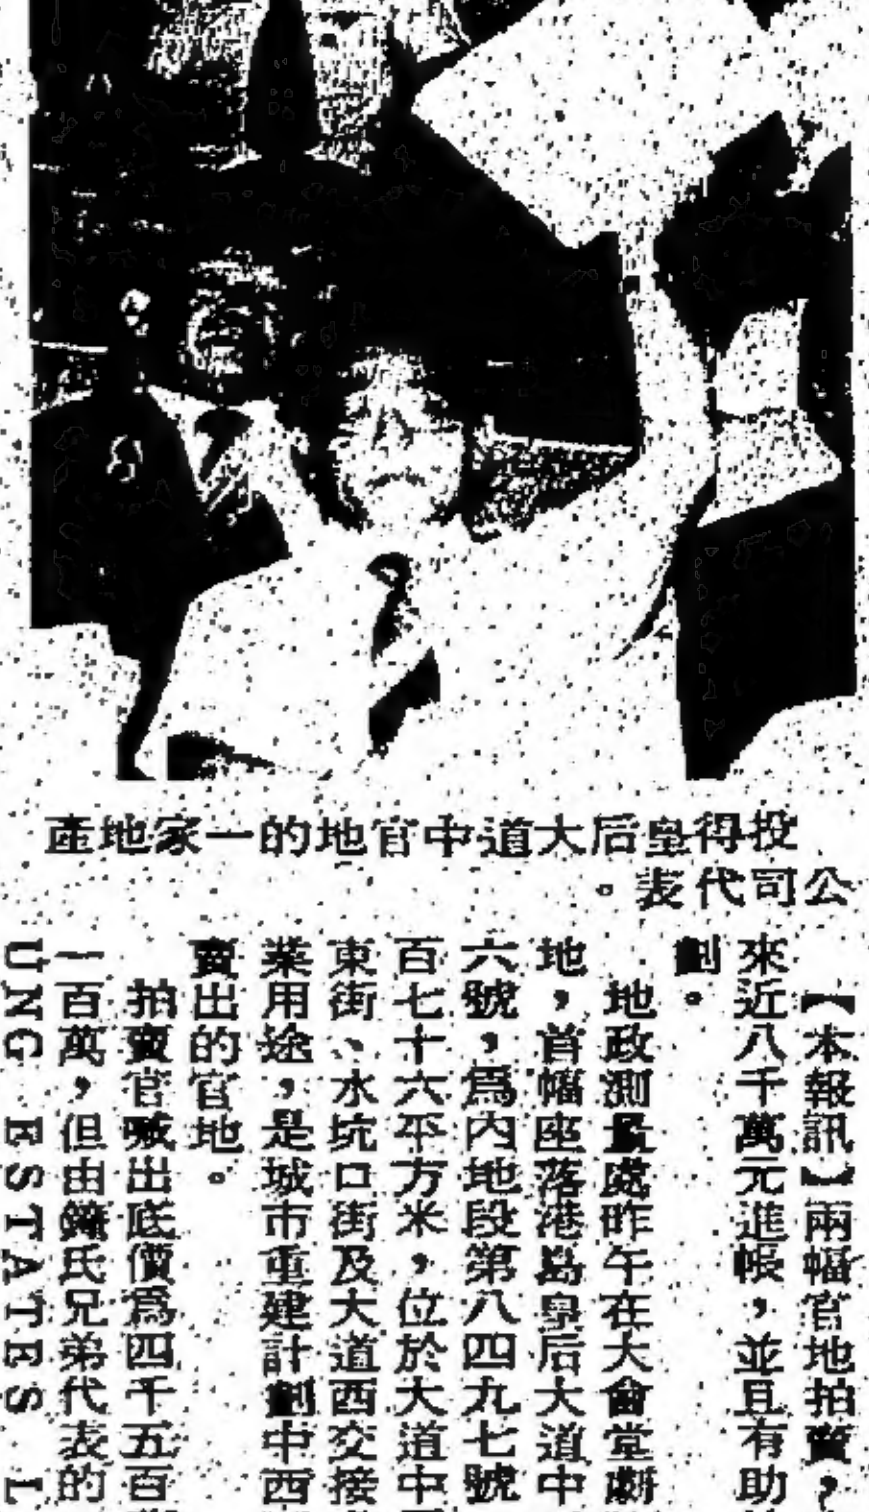 投得皇后大道中官地的一家地產
公司代表。
【本報訊】兩幅官地拍賣，
來近八千萬元進帳，並且有助
劃。
地政測量處昨午在大會堂劇
地，首幅座落港島皇后大道中
六號，爲內地段第八四九七號
百七十六平方米，位於大道中
東街、水坑口街及大道西交接
業用途，是城市重建計劃中西
賣出的官地。
拍賣官喊出底價爲四千五百
一百萬，但由鍾氏兄弟代表的
UNG ESTATES L